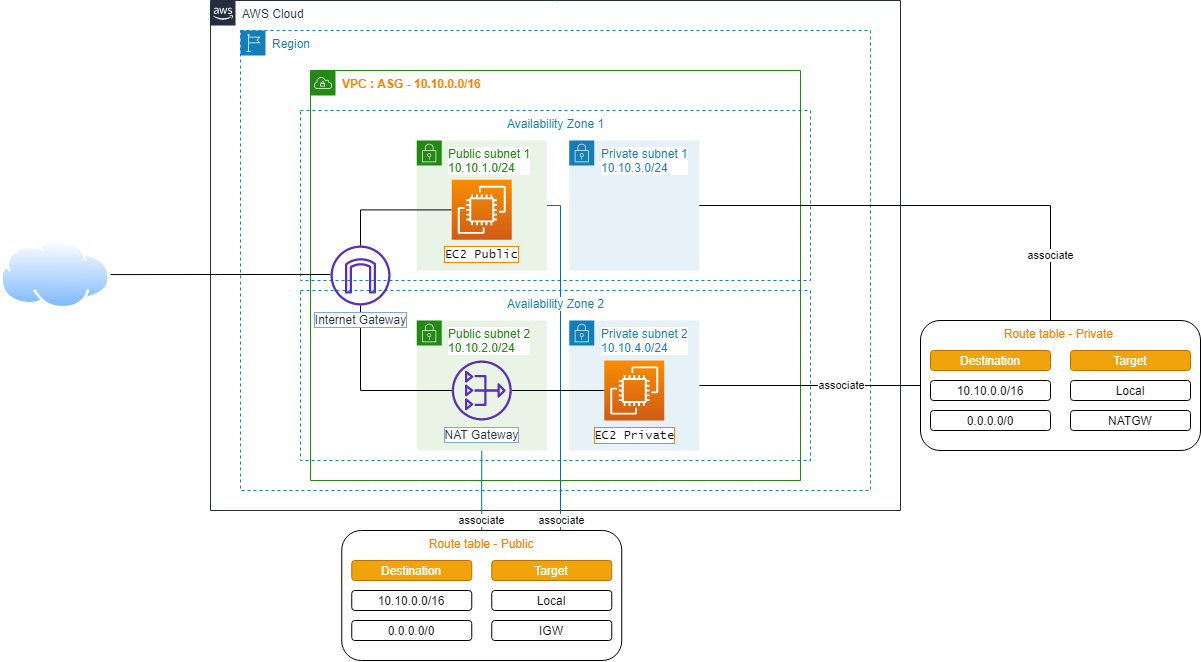 aws
AWS Cloud
Region
VPC : ASG - 10.10.0.0/16
Availability Zone 1
Public subnet 1
10.10.1.0/24
Private subnet 1
10.10.3.0/24
EC2 Public
Internet Gateway
Availability Zone 2
Public subnet 2
10.10.2.0/24
Private subnet 2
10.10.4.0/24
NAT Gateway
EC2 Private
associate
associate
Route table - Private
Destination
Target
10.10.0.0/16
Local
0.0.0.0/0
NATGW
associate
associate
Route table - Public
Destination
Target
10.10.0.0/16
Local
0.0.0.0/0
IGW